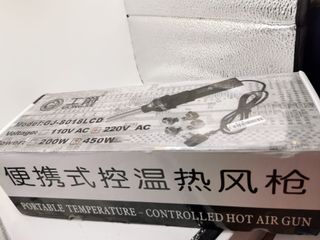 Model:GJ-8018LCD
Voltage: 110V AC 220V AC
Power: 200W 450W
便携式控温热风枪
PORTABLE TEMPERATURE - CONTROLLED HOT AIR GUN